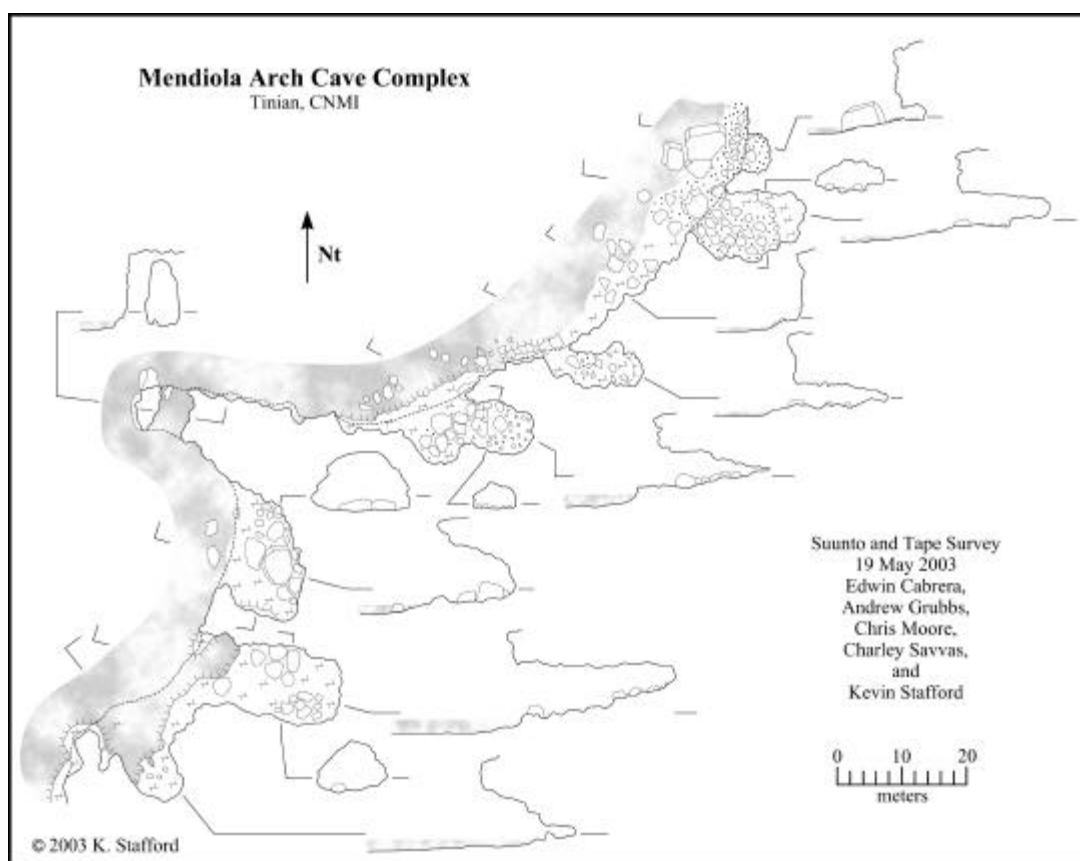 Mendiola Arch Cave Complex
Tinian, CNMI
Nt
Suunto and Tape Survey
19 May 2003
Edwin Cabrera,
Andrew Grubbs,
Chris Moore,
Charley Savvas,
and
Kevin Stafford
0 10 20
meters
© 2003 K. Stafford